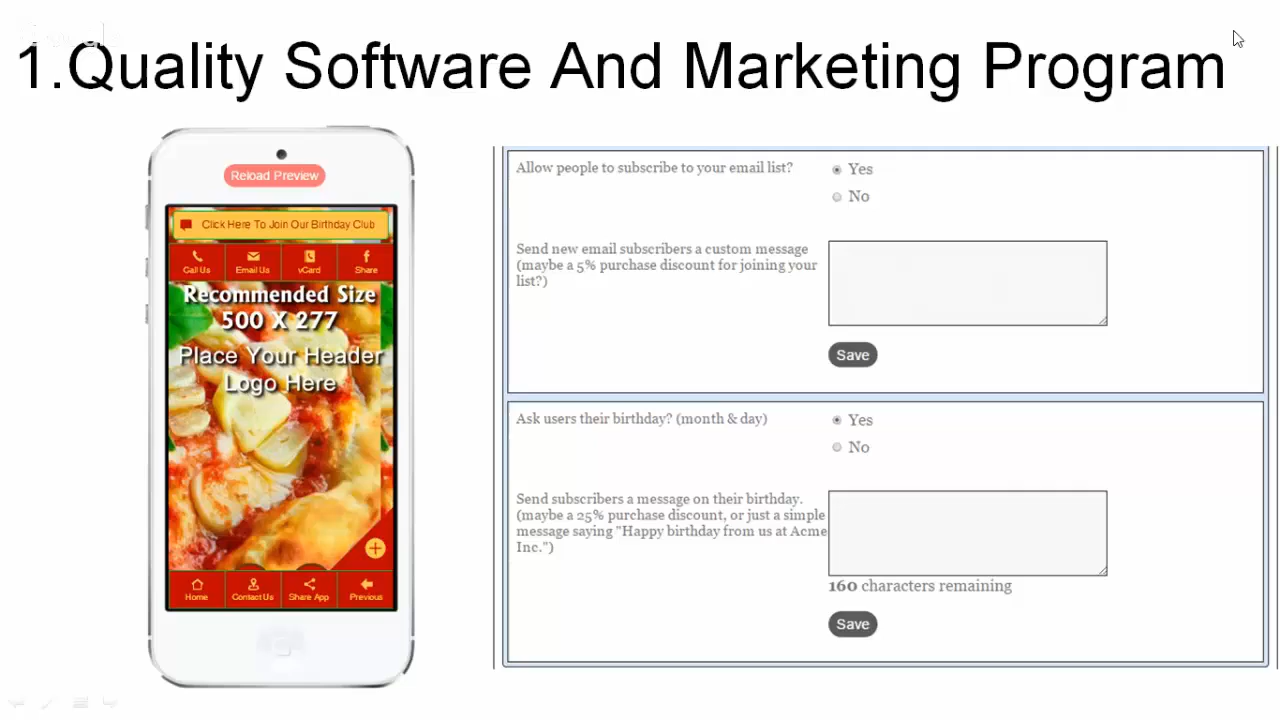 1.Quality Software And Marketing Program
Reload Preview
Click Here To Join Our Birthday Club
Call Us
Email Us
vCard
Share
Recommended Size
500 X 277
Place Your Header
Logo Here
Home
Contact Us
Share App
Previous
Allow people to subscribe to your email list?
Yes
No
Send new email subscribers a custom message
(maybe a 5% purchase discount for joining your
list?)
Save
Ask users their birthday? (month & day)
Yes
No
Send subscribers a message on their birthday.
(maybe a 25% purchase discount, or just a simple
message saying "Happy birthday from us at Acme
Inc.")
160 characters remaining
Save